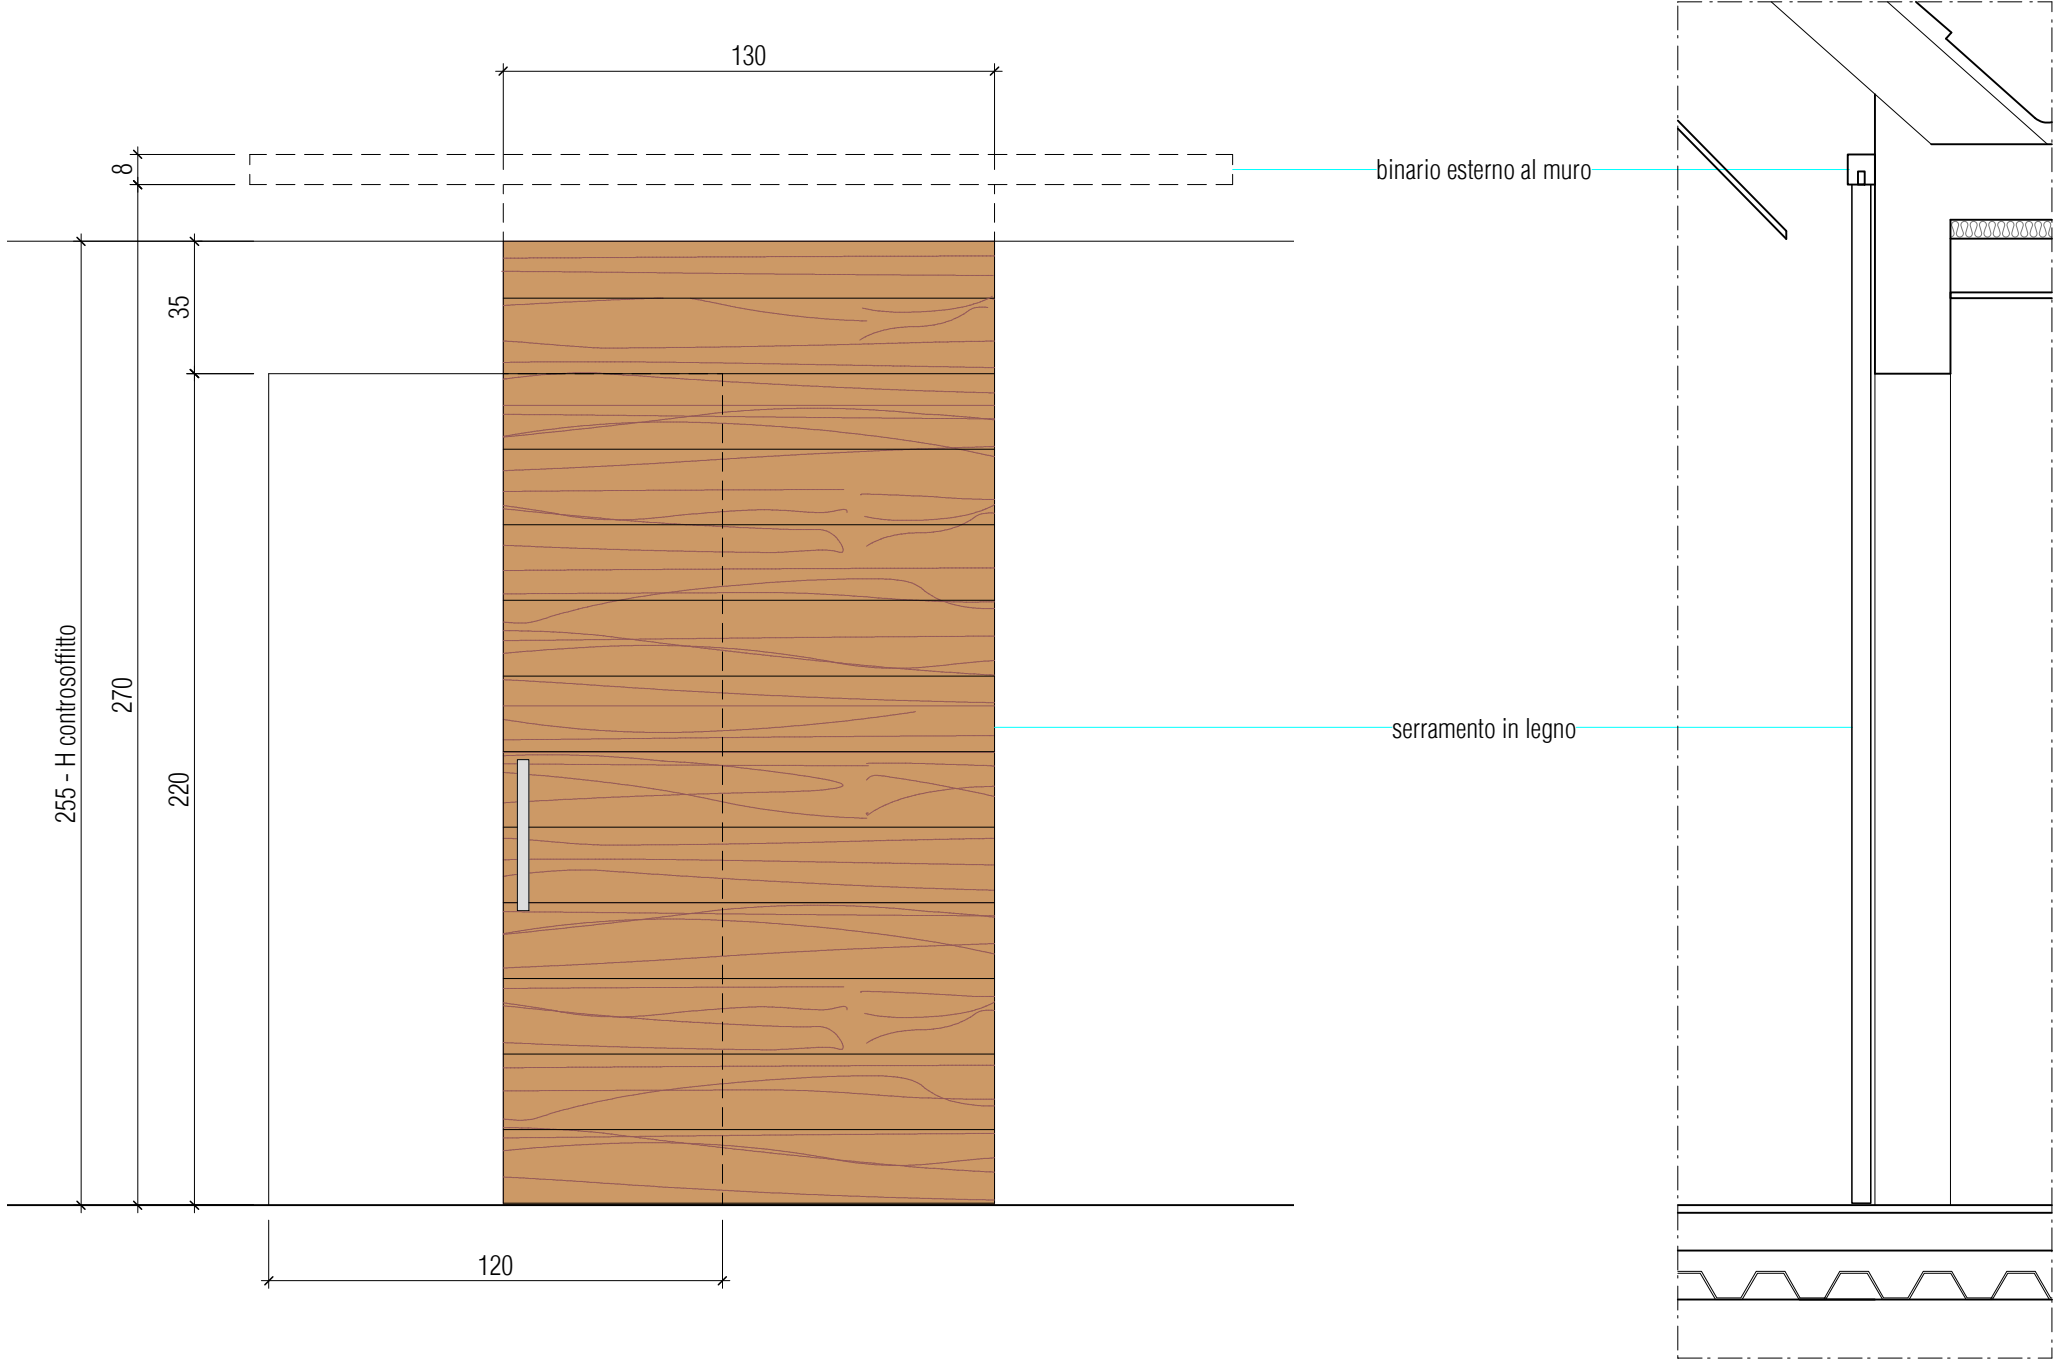 130
8
binario esterno al muro
35
255 - H controsoffitto
270
220
serramento in legno
120